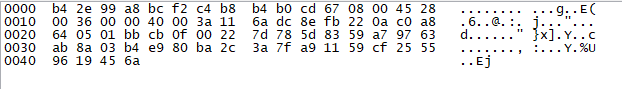 0000  b4 2e 99 a8 bc f2 c4 b8  b4 b0 cd 67 08 00 45 28  ........ ...g..E(
0010  00 36 00 00 40 00 3a 11  6a dc 8e fb 22 0a c0 a8  .6..@.:. j..."...
0020  64 05 01 bb cb 0f 00 22  7d 78 5d 83 59 a7 97 63  d......" }x].Y..c
0030  ab 8a 03 b4 e9 80 ba 2c  3a 7f a9 11 59 cf 25 55  ......., :...Y.%U
0040  96 19 45 6a  ..Ej